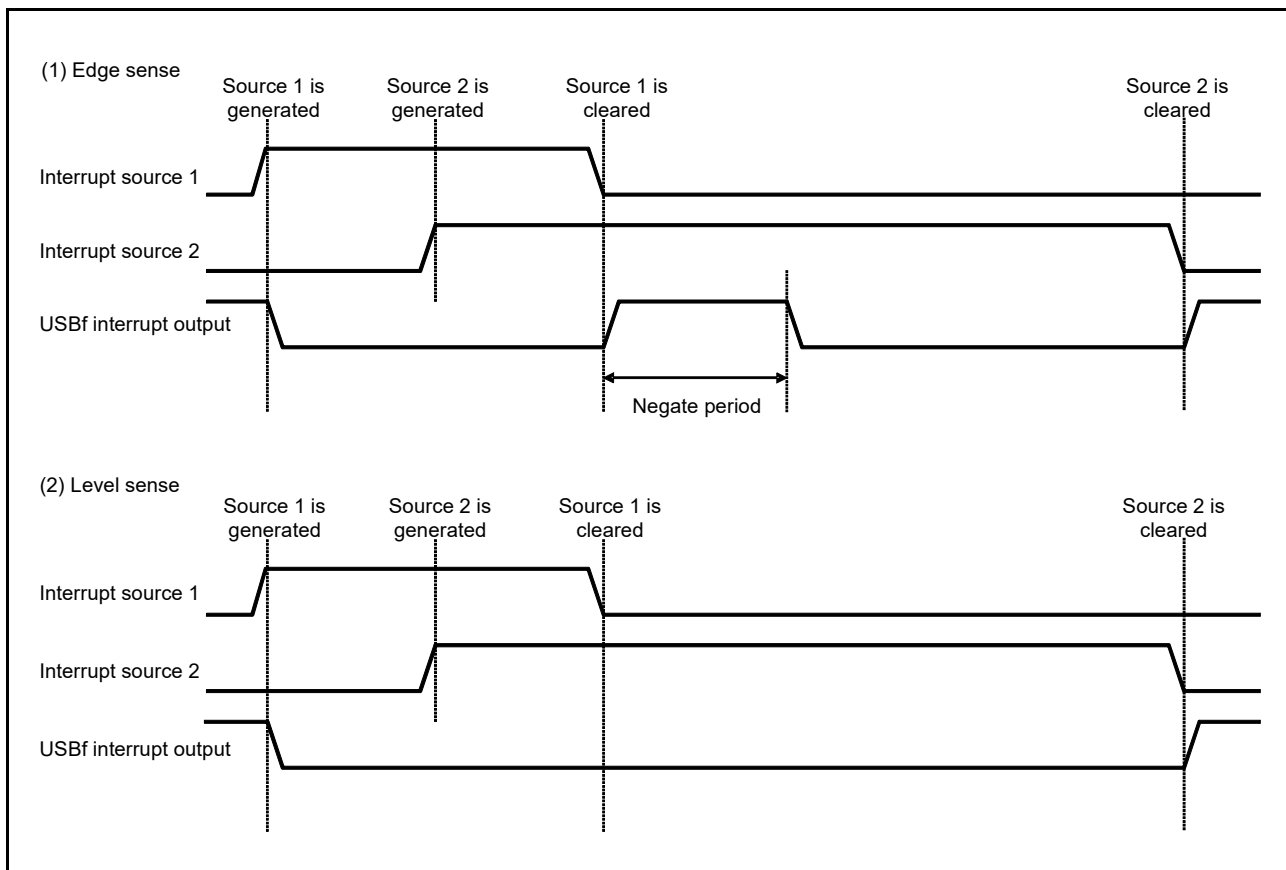 (1) Edge sense
Source 1 is
generated
Source 2 is
generated
Source 1 is
cleared
Source 2 is
cleared
Interrupt source 1
Interrupt source 2
USBf interrupt output
Negate period
(2) Level sense
Source 1 is
generated
Source 2 is
generated
Source 1 is
cleared
Source 2 is
cleared
Interrupt source 1
Interrupt source 2
USBf interrupt output